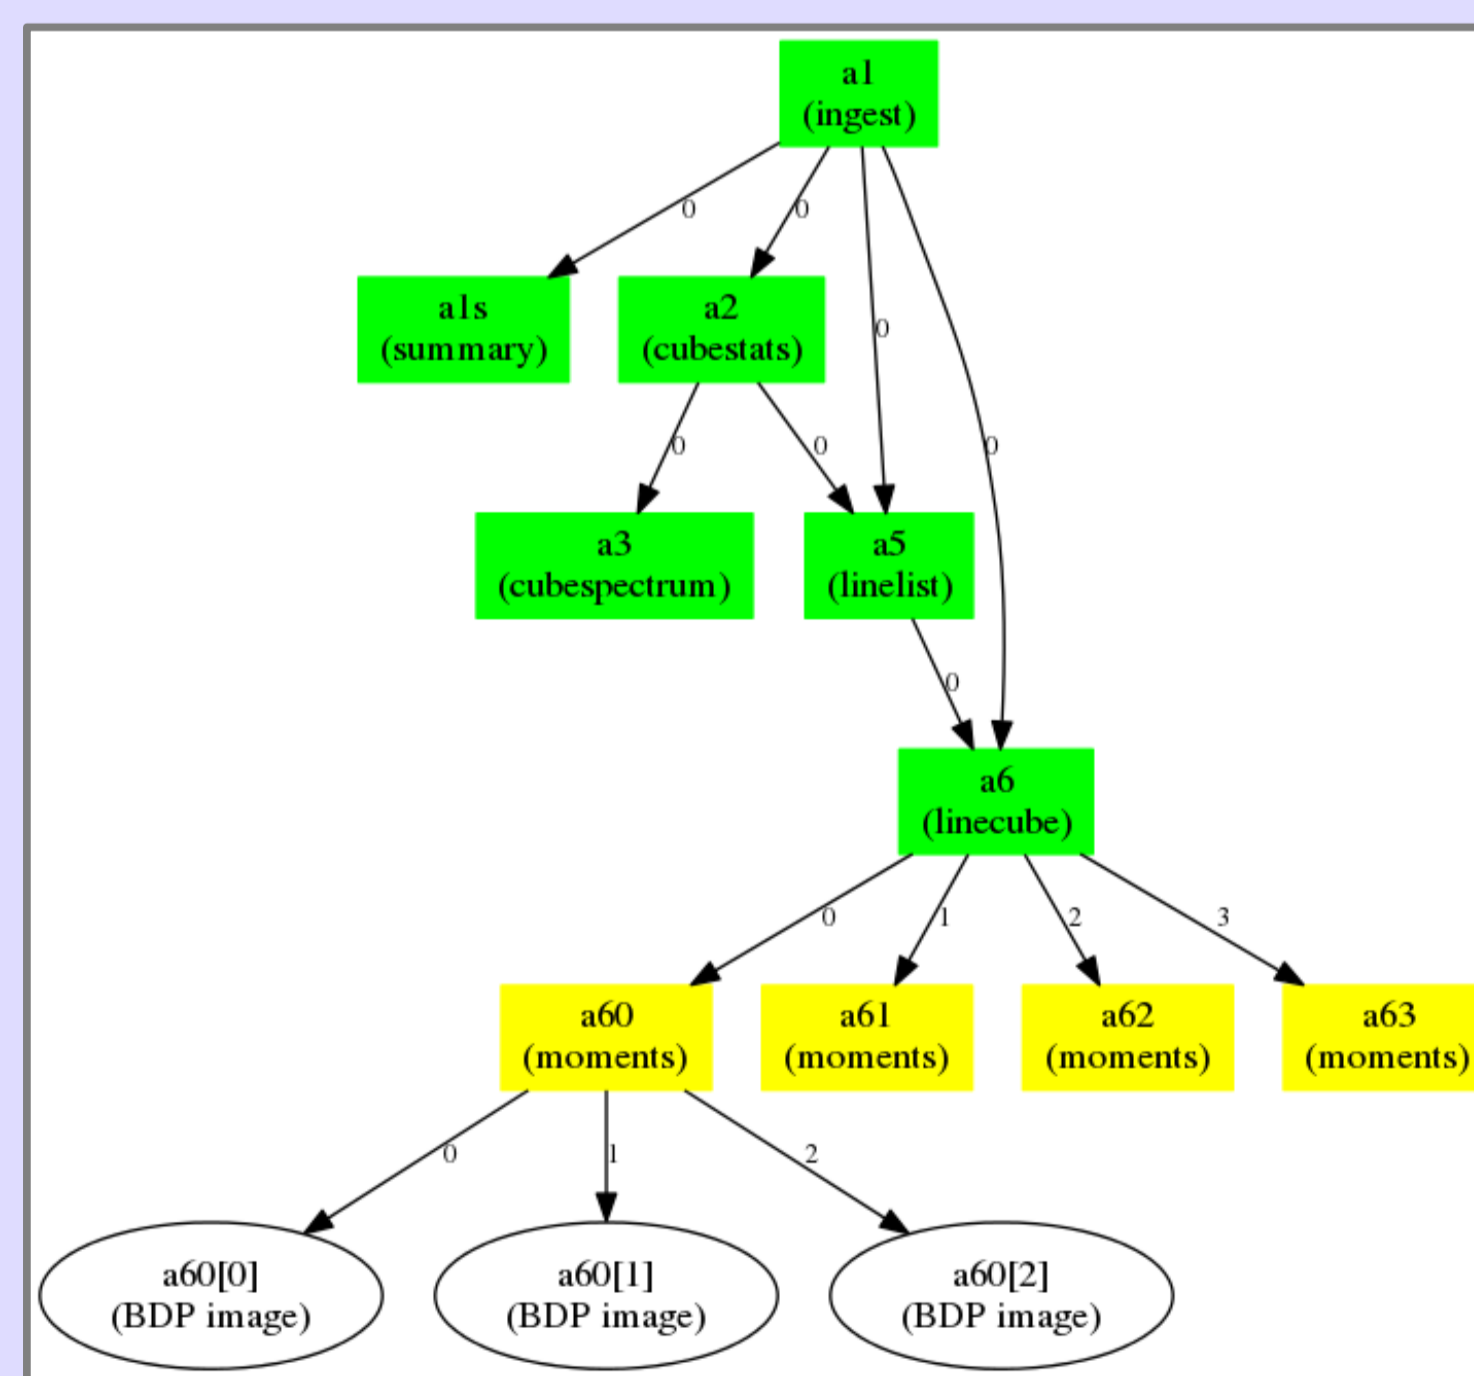 a1
(ingest)
0
0
0
0
a1s
(summary)
a2
(cubestats)
0
0
a3
(cubespectrum)
a5
(linelist)
0
a6
(linecube)
0
1
2
3
a60
(moments)
a61
(moments)
a62
(moments)
a63
(moments)
0
1
2
a60[0]
(BDP image)
a60[1]
(BDP image)
a60[2]
(BDP image)